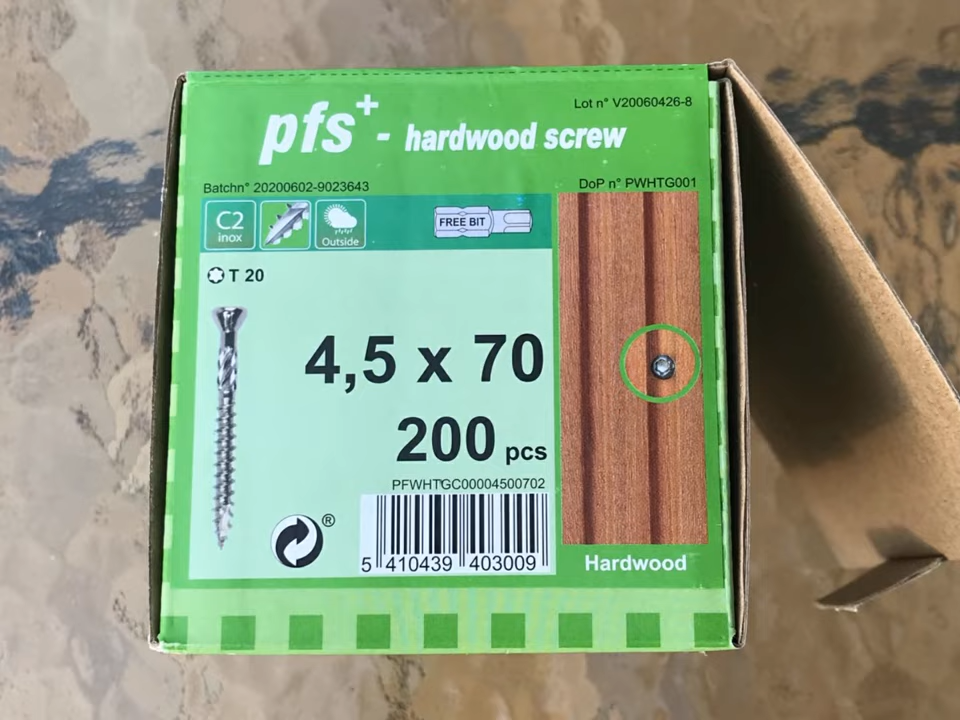 Lot n° V20060426-8
pfs+ - hardwood screw
Batchn° 20200602-9023643
DoP n° PWHTG001
C2
inox
Outside
FREE BIT
T 20
4,5 x 70
200 pcs
PFWHTGC00004500702
5 410439 403009
®
Hardwood